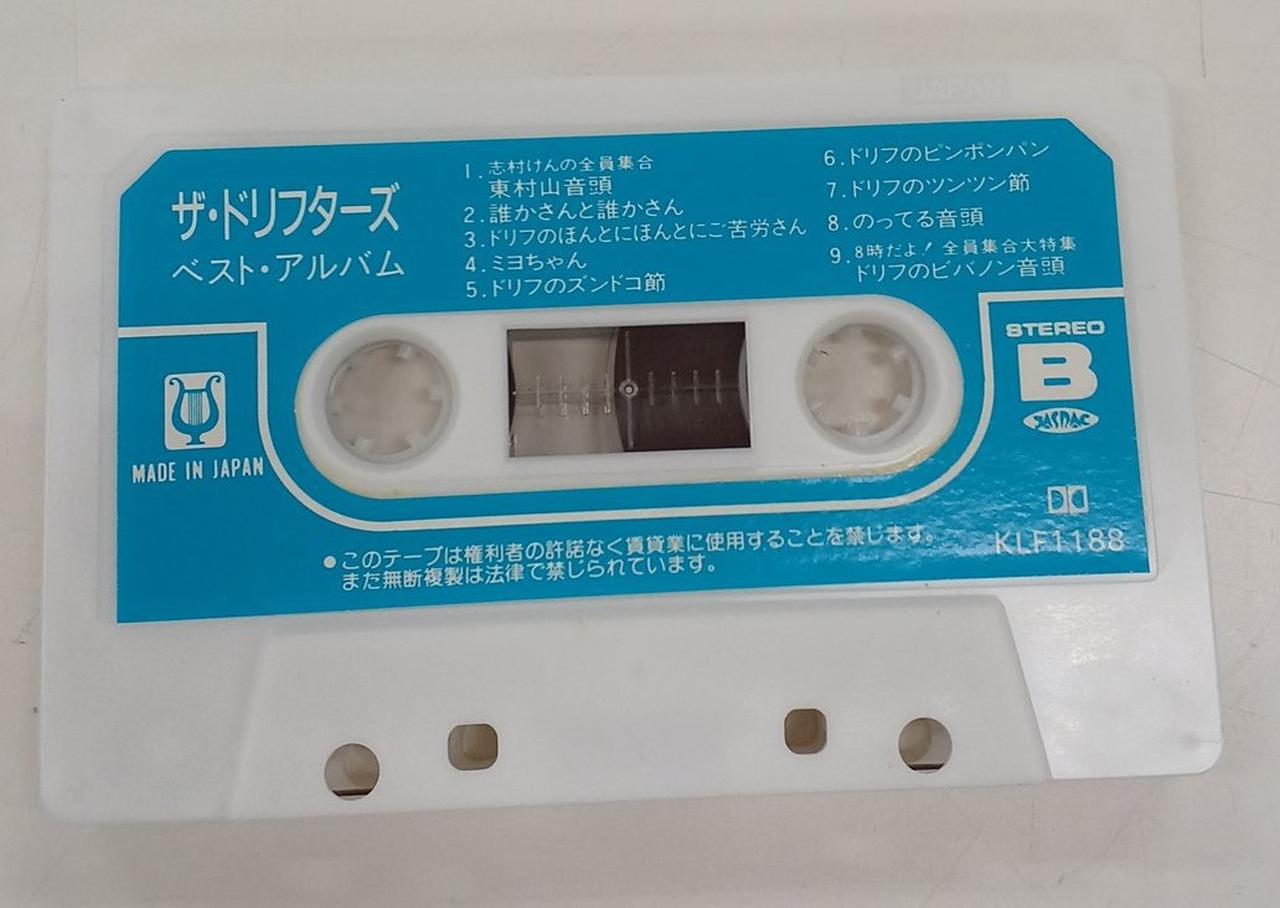 JAPAN
ザ・ドリフターズ
ベスト・アルバム
1.志村けんの全員集合
東村山音頭
2.誰かさんと誰かさん
3.ドリフのほんとにほんとにご苦労さん
4.ミヨちゃん
5.ドリフのズンドコ節
6.ドリフのピンポンパン
7.ドリフのツンツン節
8.のってる音頭
9.8時だよ!全員集合大特集
ドリフのビバノン音頭
MADE IN JAPAN
STEREO
B
JASRAC
KLF1188
●このテープは権利者の許諾なく賃貸業に使用することを禁じます。
また無断複製は法律で禁じられています。